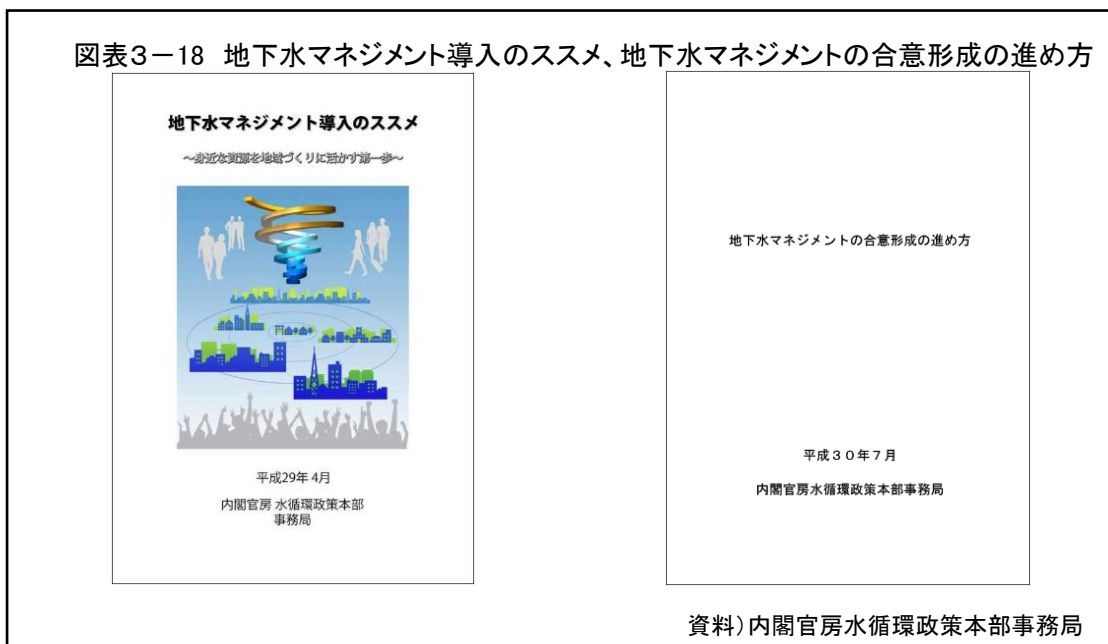 図表3－18 地下水マネジメント導入のススメ、地下水マネジメントの合意形成の進め方
地下水マネジメント導入のススメ
～身近な資源を地域づくりに活かす第一歩～
平成29年 4月
内閣官房 水循環政策本部
事務局
地下水マネジメントの合意形成の進め方
平成３０年７月
内閣官房水循環政策本部事務局
資料）内閣官房水循環政策本部事務局